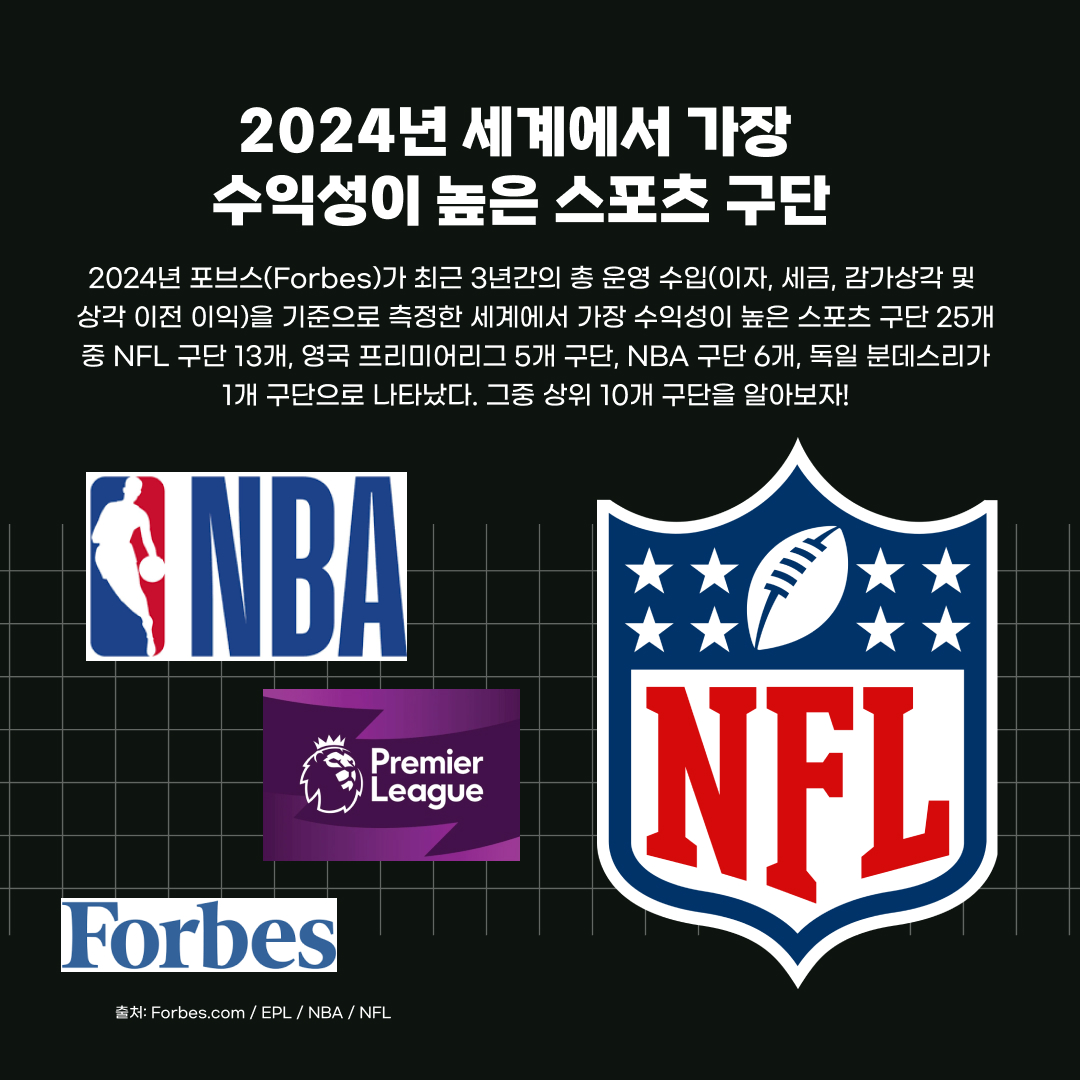 2024년 세계에서 가장
수익성이 높은 스포츠 구단
2024년 포브스(Forbes)가 최근 3년간의 총 운영 수입(이자, 세금, 감가상각 및
상각 이전 이익)을 기준으로 측정한 세계에서 가장 수익성이 높은 스포츠 구단 25개
중 NFL 구단 13개, 영국 프리미어리그 5개 구단, NBA 구단 6개, 독일 분데스리가
1개 구단으로 나타났다. 그중 상위 10개 구단을 알아보자!
NBA
NFL
Premier
League
Forbes
출처: Forbes.com / EPL / NBA / NFL